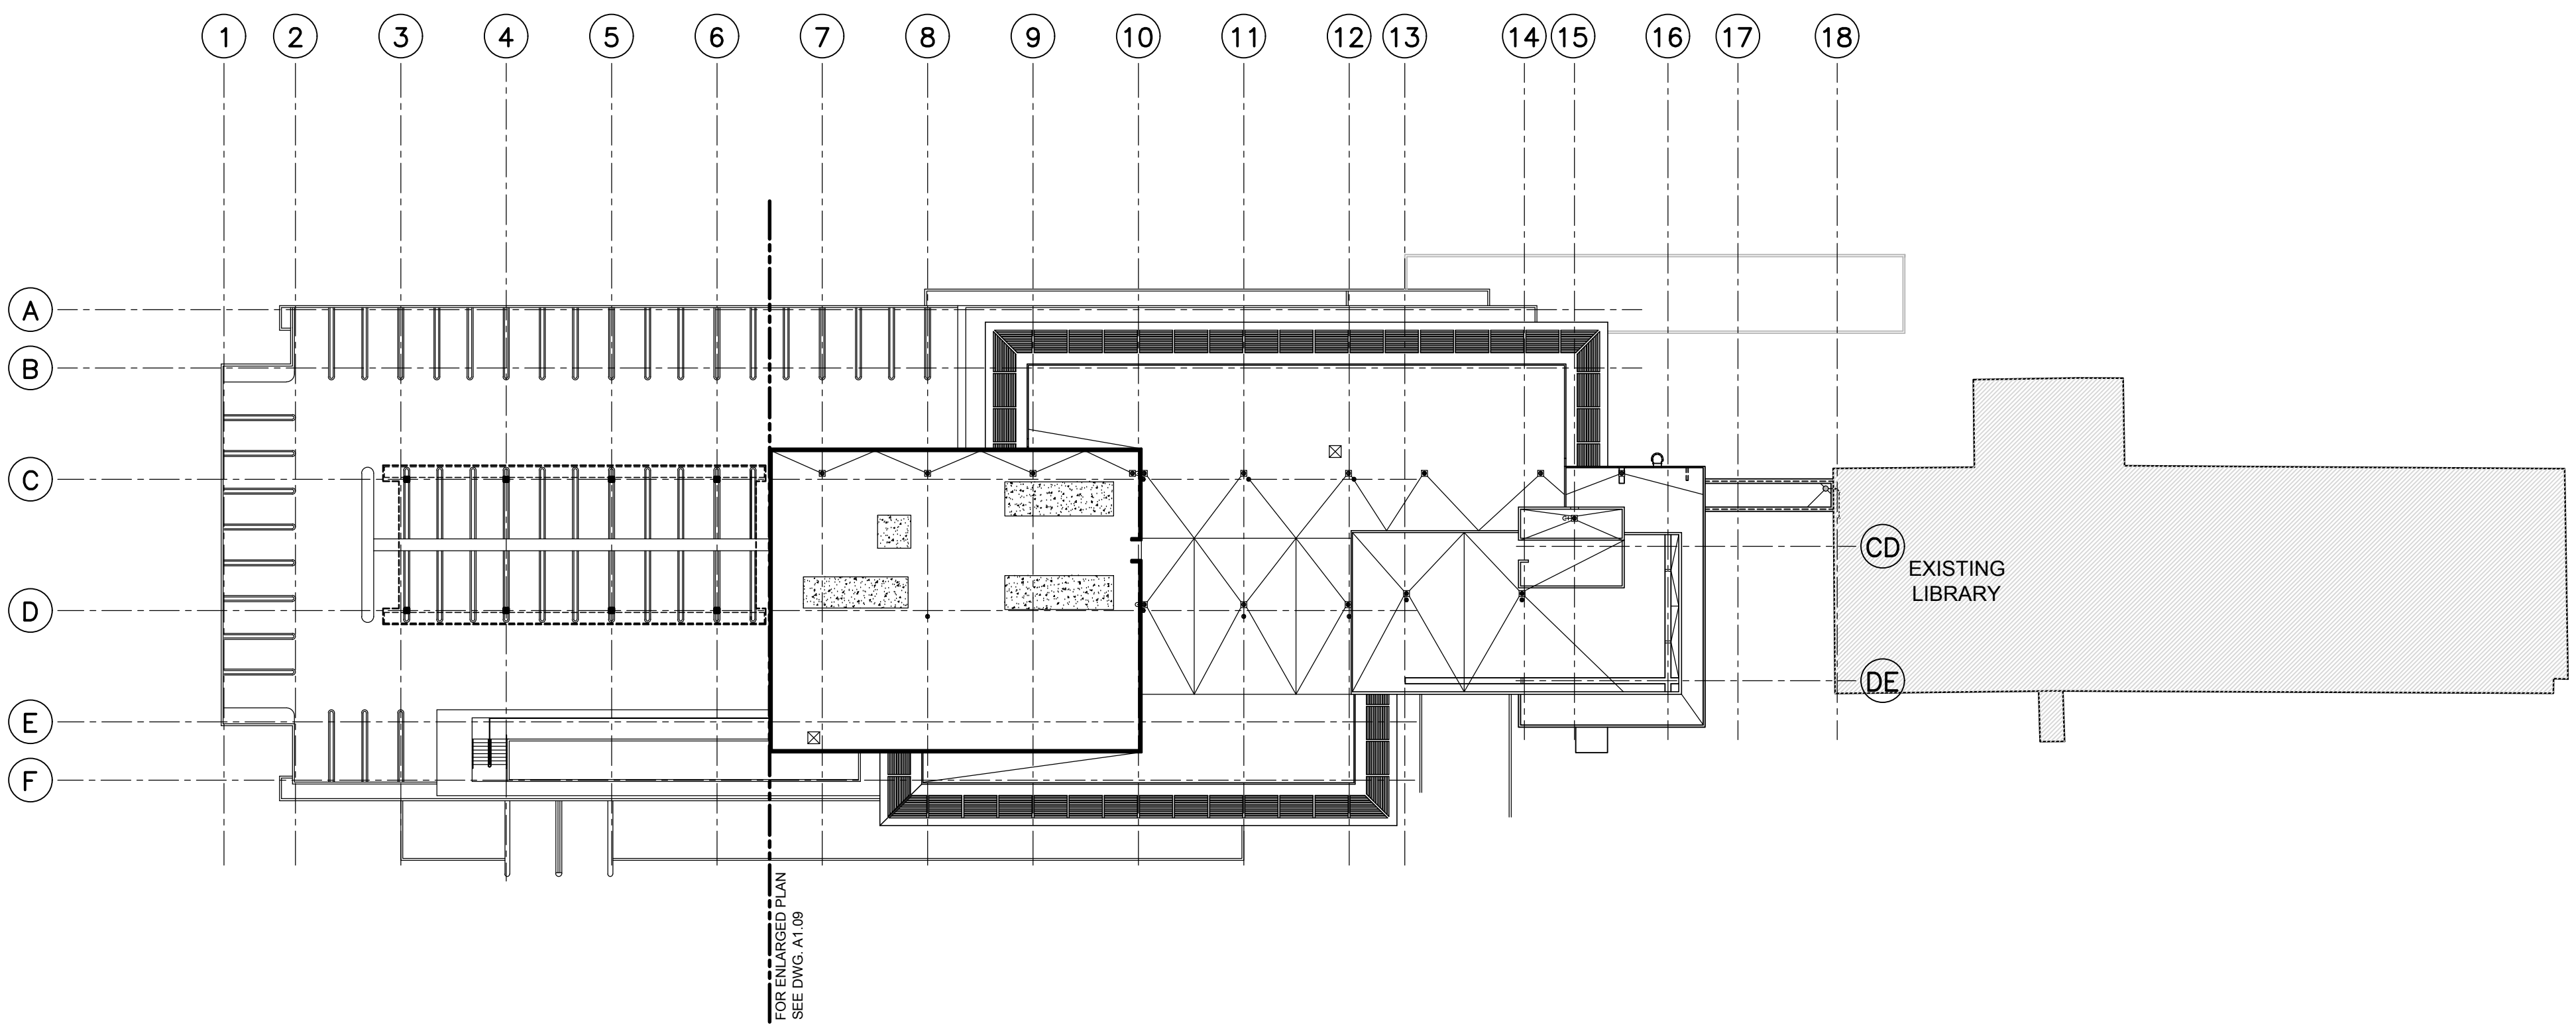 1 2 3 4 5 6 7 8 9 10 11 12 13 14 15 16 17 18
A
B
C
CD
EXISTING
LIBRARY
D
DE
E
F
FOR ENLARGED PLAN
SEE DWG. A1.09